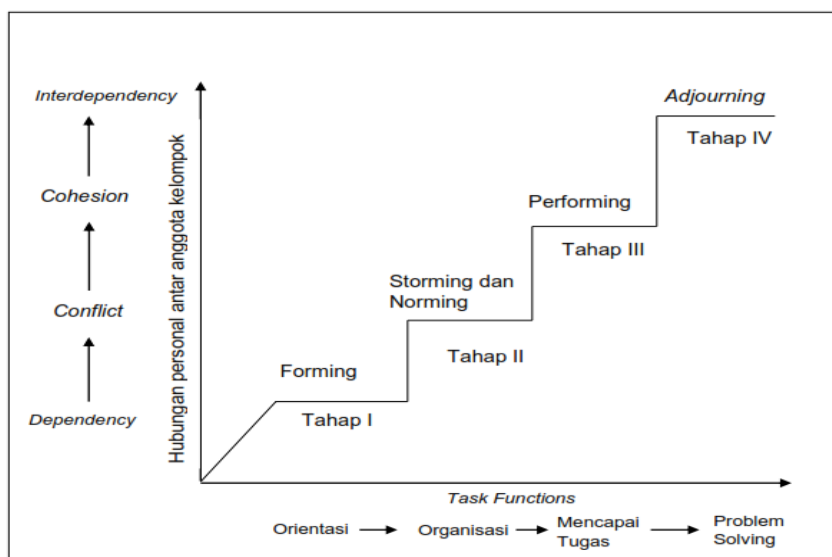 Interdependency
Cohesion
Conflict
Dependency
Hubungan personal antar anggota kelompok
Adjourning
Tahap IV
Performing
Tahap III
Storming dan
Norming
Tahap II
Forming
Tahap I
Task Functions
Orientasi
Organisasi
Mencapai
Tugas
Problem
Solving